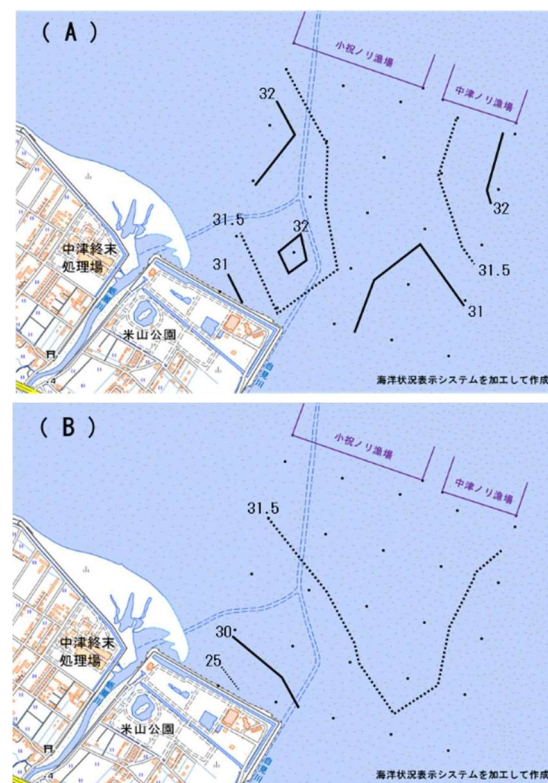 ( A )
小祝ノリ漁場
中津ノリ漁場
32
31.5
32
31
32
31.5
31
中津終末
処理場
米山公園
海洋状況表示システムを加工して作成
( B )
小祝ノリ漁場
中津ノリ漁場
31.5
30
25
中津終末
処理場
米山公園
海洋状況表示システムを加工して作成